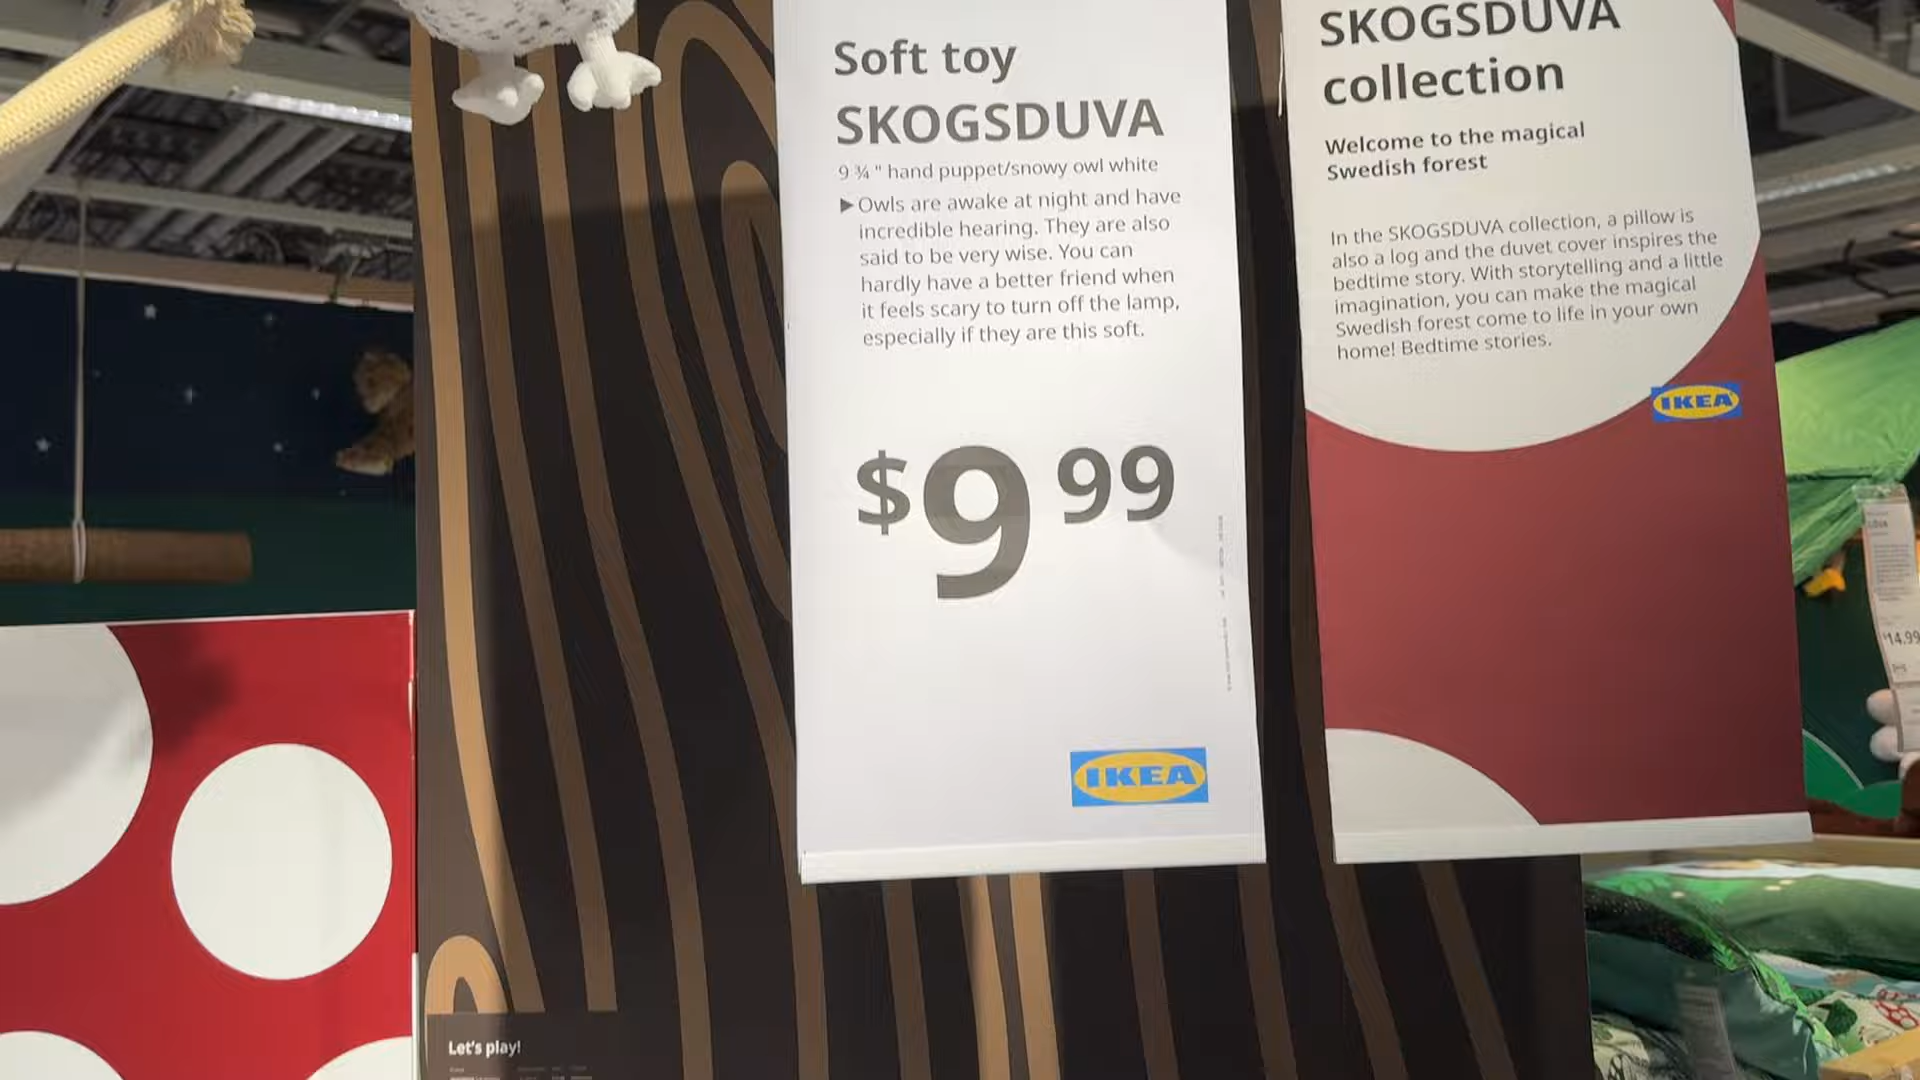 Soft toy
SKOGSDUVA
9 ¾ " hand puppet/snowy owl white
▶Owls are awake at night and have
incredible hearing. They are also
said to be very wise. You can
hardly have a better friend when
it feels scary to turn off the lamp,
especially if they are this soft.
$9 99
IKEA
SKOGSDUVA
collection
Welcome to the magical
Swedish forest
In the SKOGSDUVA collection, a pillow is
also a log and the duvet cover inspires the
bedtime story. With storytelling and a little
imagination, you can make the magical
Swedish forest come to life in your own
home! Bedtime stories.
IKEA
$14.99
Let's play!